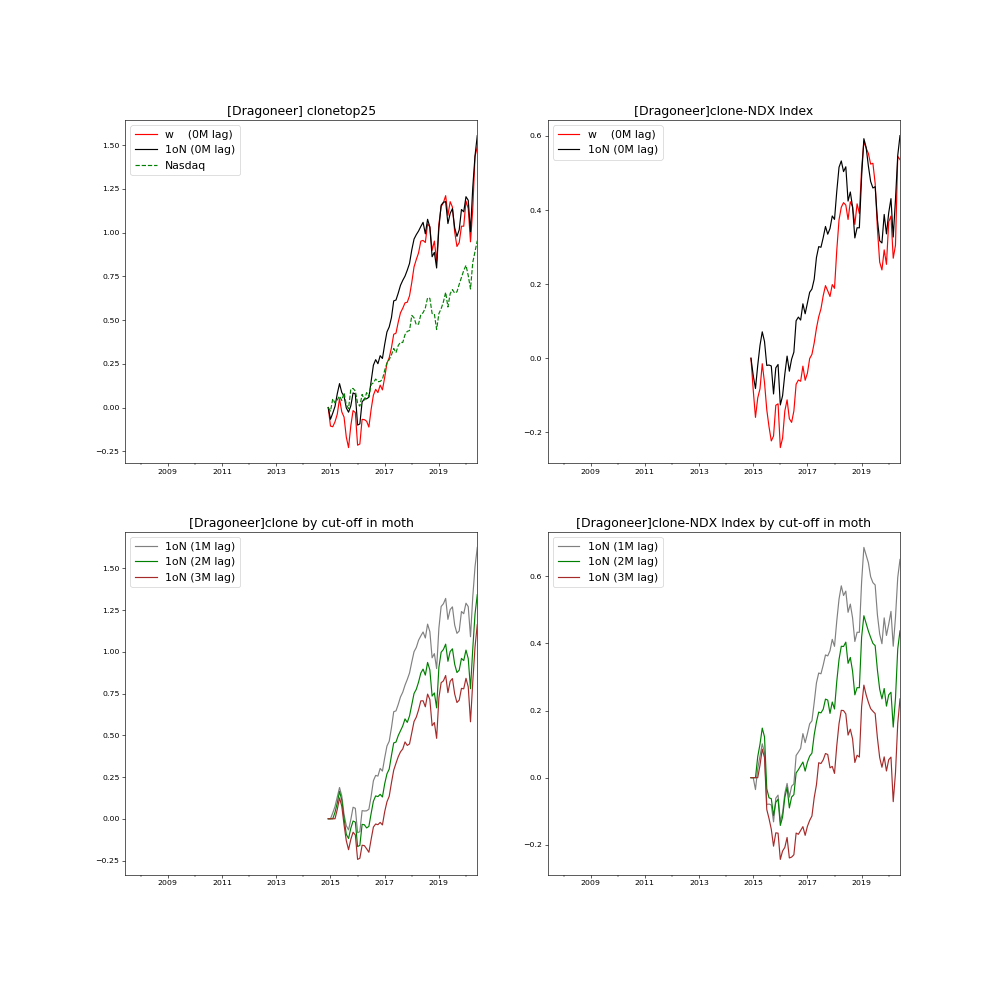 [Dragoneer] clonetop25
w (0M lag)
1oN (0M lag)
Nasdaq
1.50
1.25
1.00
0.75
0.50
0.25
0.00
−0.25
2009 2011 2013 2015 2017 2019
[Dragoneer]clone-NDX Index
w (0M lag)
1oN (0M lag)
0.6
0.4
0.2
0.0
−0.2
2009 2011 2013 2015 2017 2019
[Dragoneer]clone by cut-off in moth
1oN (1M lag)
1oN (2M lag)
1oN (3M lag)
1.50
1.25
1.00
0.75
0.50
0.25
0.00
−0.25
2009 2011 2013 2015 2017 2019
[Dragoneer]clone-NDX Index by cut-off in moth
1oN (1M lag)
1oN (2M lag)
1oN (3M lag)
0.6
0.4
0.2
0.0
−0.2
2009 2011 2013 2015 2017 2019